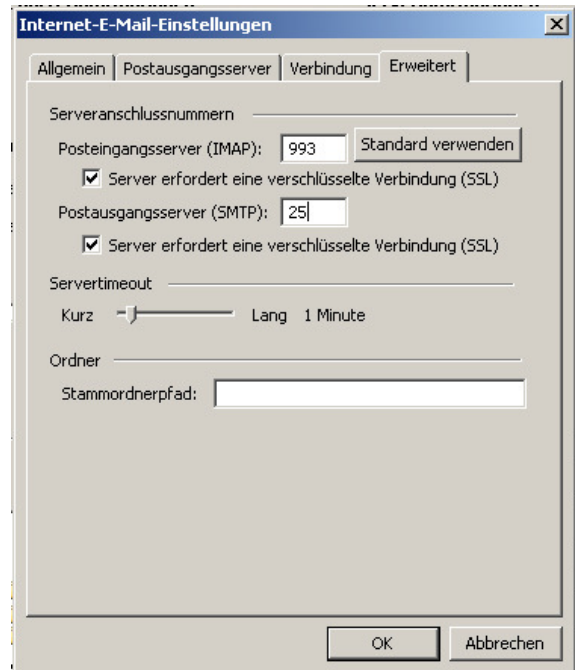 Internet-E-Mail-Einstellungen
Allgemein Postausgangsserver Verbindung Erweitert
Serveranschlussnummern
Posteingangsserver (IMAP): 993 Standard verwenden
Server erfordert eine verschlüsselte Verbindung (SSL)
Postausgangsserver (SMTP): 25
Server erfordert eine verschlüsselte Verbindung (SSL)
Servertimeout
Kurz Lang 1 Minute
Ordner
Stammordnerpfad:
OK Abbrechen